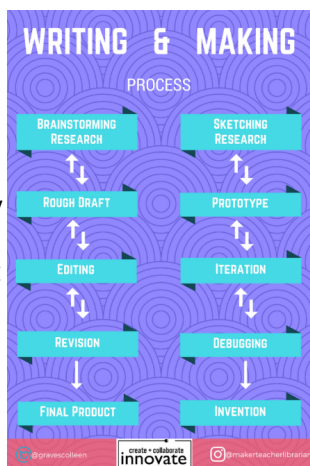 WRITING & MAKING
PROCESS
BRAINSTORMING
RESEARCH
ROUGH DRAFT
EDITING
REVISION
FINAL PRODUCT
SKETCHING
RESEARCH
PROTOTYPE
ITERATION
DEBUGGING
INVENTION
@gravescolleen
create + collaborate
innovate
@makerteacherlibrarian